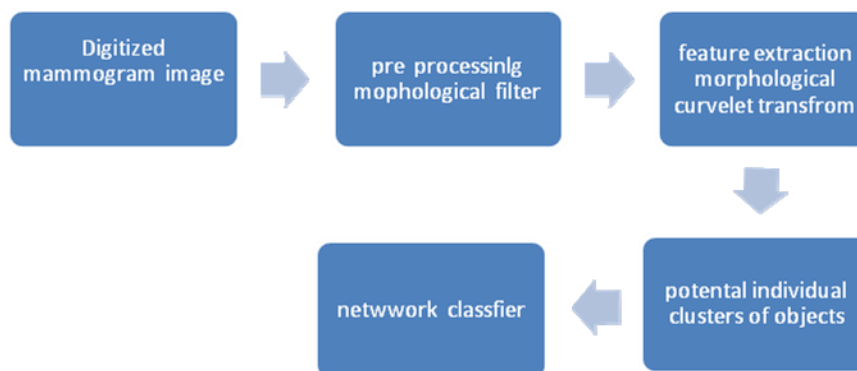 Digitized
mammogram image
pre processinlg
mophological filter
feature extraction
morphological
curvelet transfrom
potental individual
clusters of objects
netwwork classfier